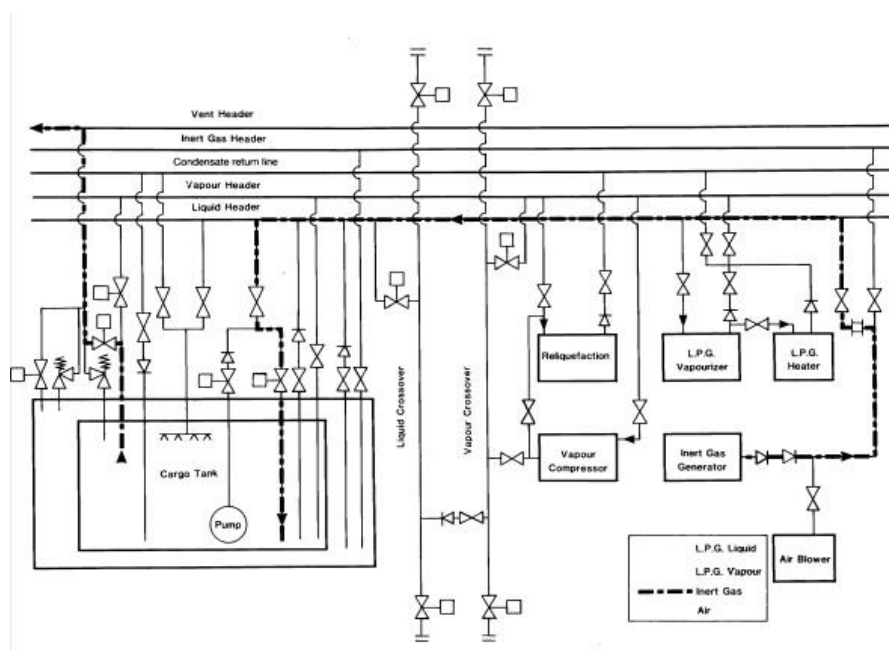 Vent Header
Inert Gas Header
Condensate return line
Vapour Header
Liquid Header
Liquid Crossover
Vapour Crossover
Reliquefaction
L.P.G.
Vapourizer
L.P.G.
Heater
Cargo Tank
Pump
Vapour
Compressor
Inert Gas
Generator
Air Blower
L.P.G. Liquid
L.P.G. Vapour
Inert Gas
Air